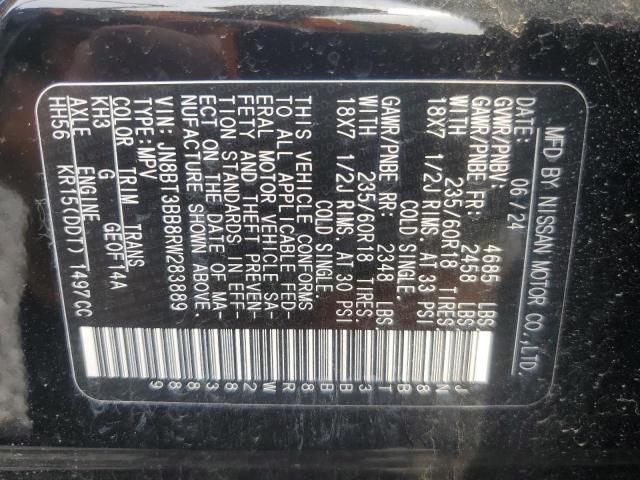 MFD BY NISSAN MOTOR CO.,LTD.
DATE: 06/24
GVWR/PNBV: 4685 LBS
GAWR/PNBE FR: 2458 LBS
235/60R18 TIRES:
18X7 1/2J RIMS. AT 33 PSI
COLD SINGLE.
GAWR/PNBE RR: 2348 LBS
235/60R18 TIRES:
18X7 1/2J RIMS. AT 30 PSI
COLD SINGLE.
THIS VEHICLE CONFORMS
TO ALL APPLICABLE FED-
ERAL MOTOR VEHICLE SA-
FETY AND THEFT PREVEN-
TION STANDARDS IN EFF-
ECT ON THE DATE OF MA-
NUFACTURE SHOWN ABOVE.
VIN: JN8BT3BB8RW283889
TYPE: MPV
COLOR TRIM TRANS
KH3 G GEOF14A
AXLE ENGINE
HH56 KR15(DDT) 1497CC
JN8BT3BB8RW283889